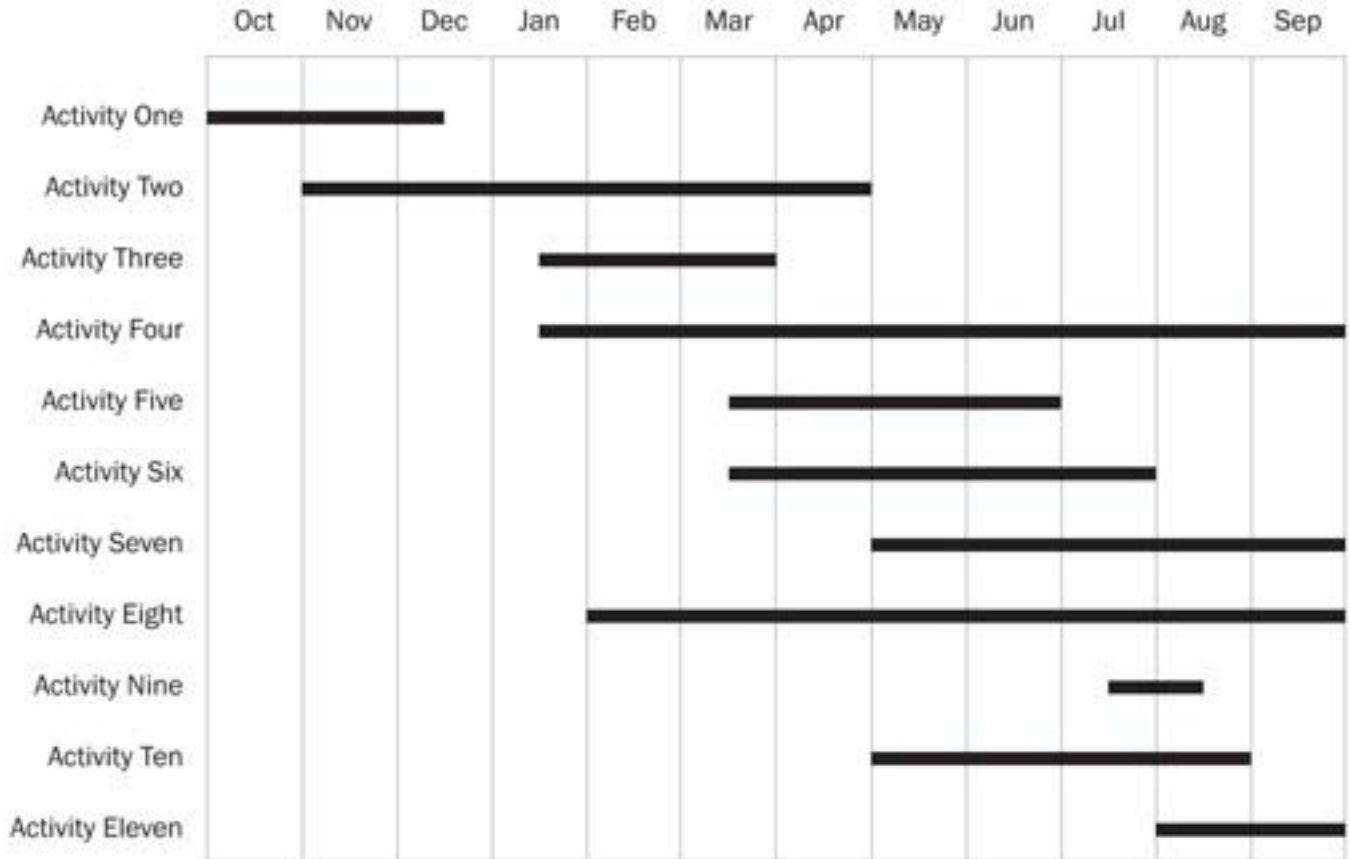 Oct Nov Dec Jan Feb Mar Apr May Jun Jul Aug Sep
Activity One
Activity Two
Activity Three
Activity Four
Activity Five
Activity Six
Activity Seven
Activity Eight
Activity Nine
Activity Ten
Activity Eleven